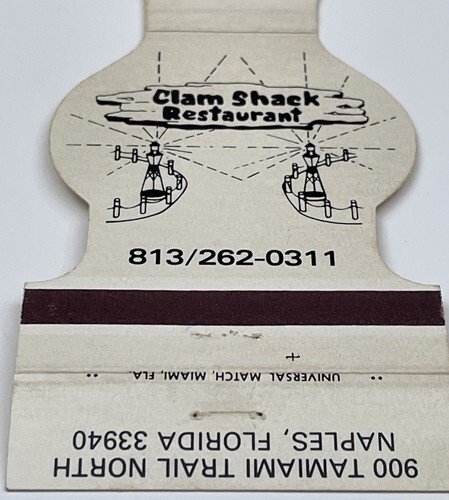 Clam Shack
Restaurant
813/262-0311
UNIVERSAL MATCH, MIAMI, FLA.
900 TAMIAMI TRAIL NORTH
NAPLES, FLORIDA 33940